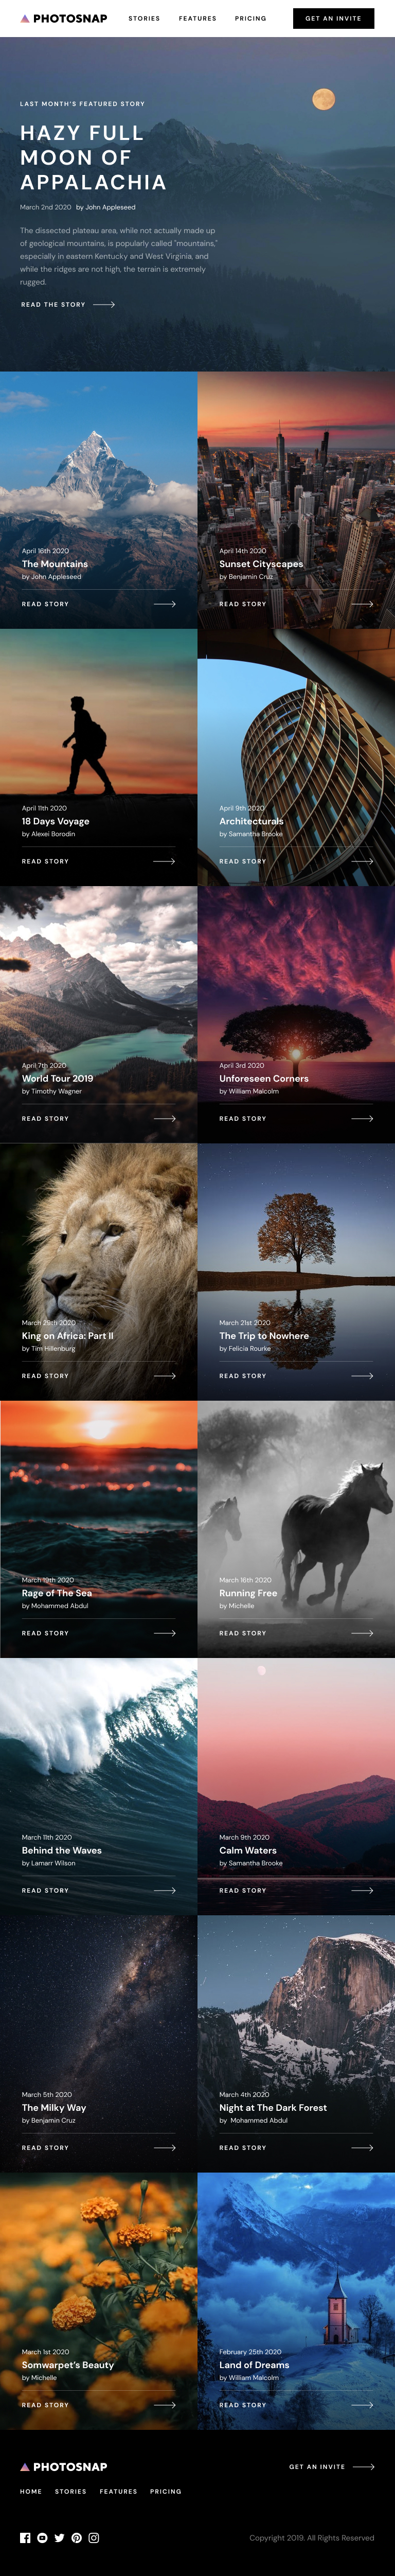 PHOTOSNAP
STORIES
FEATURES
PRICING
GET AN INVITE
LAST MONTH'S FEATURED STORY
HAZY FULL
MOON OF
APPALACHIA
March 2nd 2020 by John Appleseed
The dissected plateau area, while not actually made up
of geological mountains, is popularly called "mountains,"
especially in eastern Kentucky and West Virginia, and
while the ridges are not high, the terrain is extremely
rugged.
READ THE STORY
April 16th 2020
The Mountains
by John Appleseed
READ STORY
April 14th 2020
Sunset Cityscapes
by Benjamin Cruz
READ STORY
April 11th 2020
18 Days Voyage
by Alexei Borodin
READ STORY
April 9th 2020
Architecturals
by Samantha Brooke
READ STORY
April 7th 2020
World Tour 2019
by Timothy Wagner
READ STORY
April 3rd 2020
Unforeseen Corners
by William Malcolm
READ STORY
March 29th 2020
King on Africa: Part II
by Tim Hillenburg
READ STORY
March 21st 2020
The Trip to Nowhere
by Felicia Rourke
READ STORY
March 19th 2020
Rage of The Sea
by Mohammed Abdul
READ STORY
March 16th 2020
Running Free
by Michelle
READ STORY
March 11th 2020
Behind the Waves
by Lamarr Wilson
READ STORY
March 9th 2020
Calm Waters
by Samantha Brooke
READ STORY
March 5th 2020
The Milky Way
by Benjamin Cruz
READ STORY
March 4th 2020
Night at The Dark Forest
by Mohammed Abdul
READ STORY
March 1st 2020
Somwarpet's Beauty
by Michelle
READ STORY
February 25th 2020
Land of Dreams
by William Malcolm
READ STORY
PHOTOSNAP
GET AN INVITE
HOME
STORIES
FEATURES
PRICING
Copyright 2019. All Rights Reserved